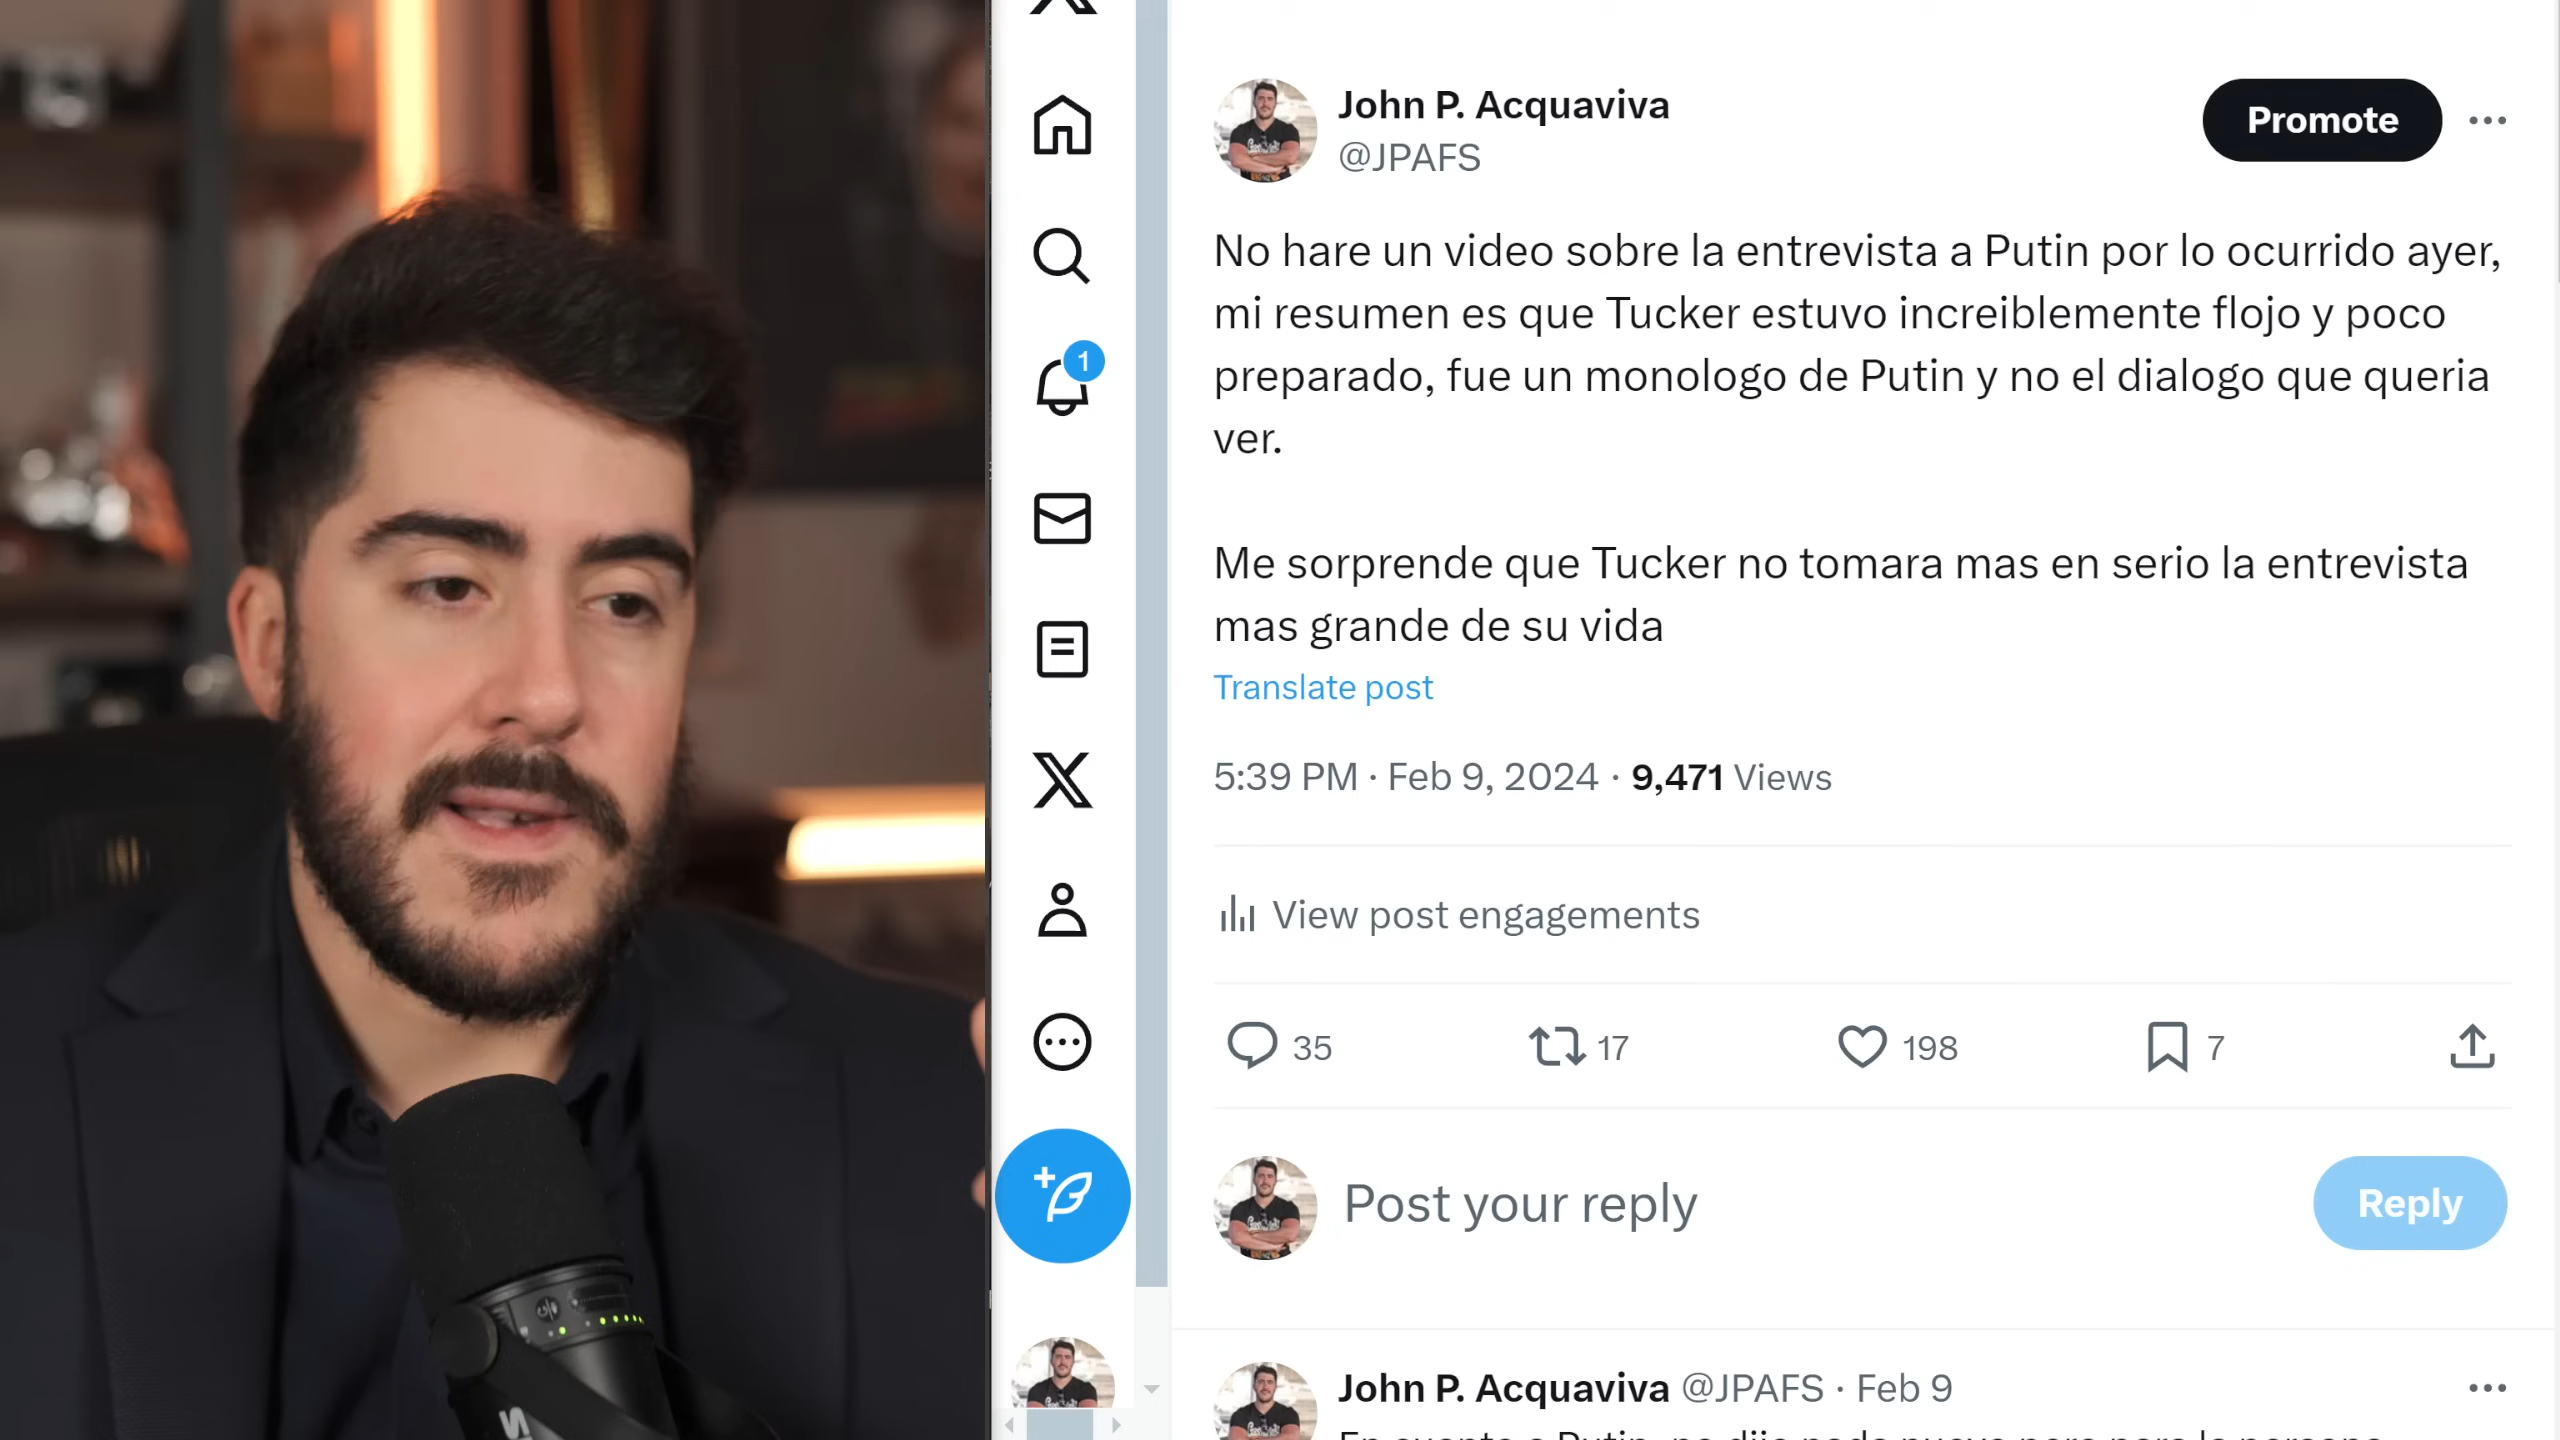 John P. Acquaviva
Promote
@JPAFS
No hare un video sobre la entrevista a Putin por lo ocurrido ayer,
mi resumen es que Tucker estuvo increiblemente flojo y poco
preparado, fue un monologo de Putin y no el dialogo que queria
ver.
Me sorprende que Tucker no tomara mas en serio la entrevista
mas grande de su vida
Translate post
5:39 PM · Feb 9, 2024 · 9,471 Views
View post engagements
35 17 198 7
Post your reply
Reply
John P. Acquaviva @JPAFS · Feb 9
1